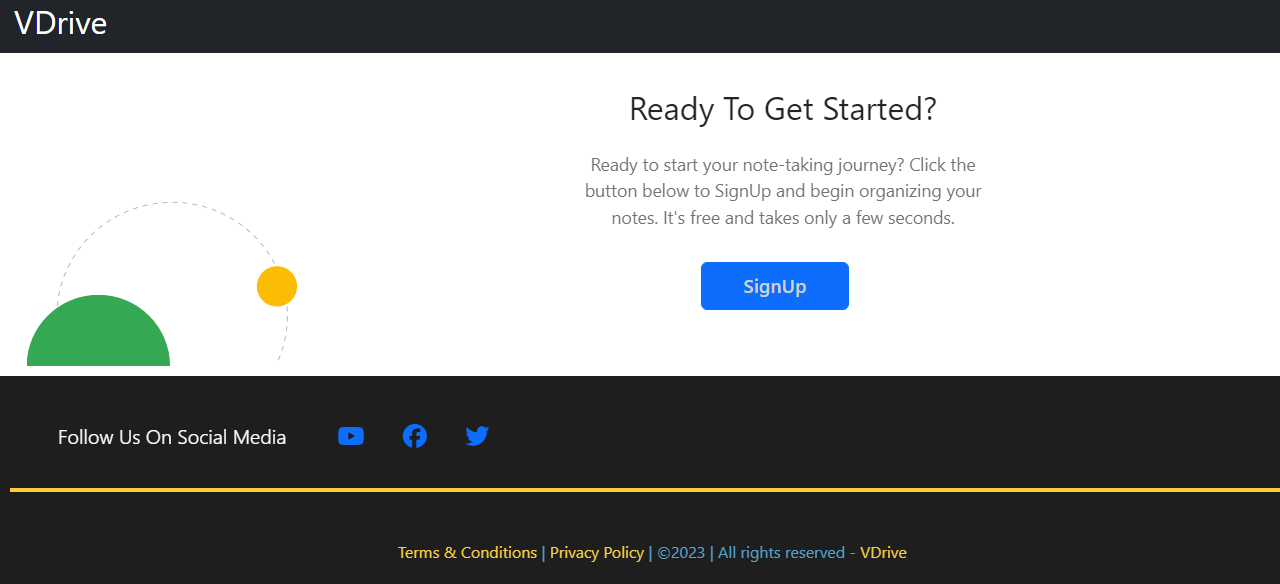 VDrive
Ready To Get Started?
Ready to start your note-taking journey? Click the
button below to SignUp and begin organizing your
notes. It's free and takes only a few seconds.
SignUp
Follow Us On Social Media
Terms & Conditions | Privacy Policy | ©2023 | All rights reserved - VDrive